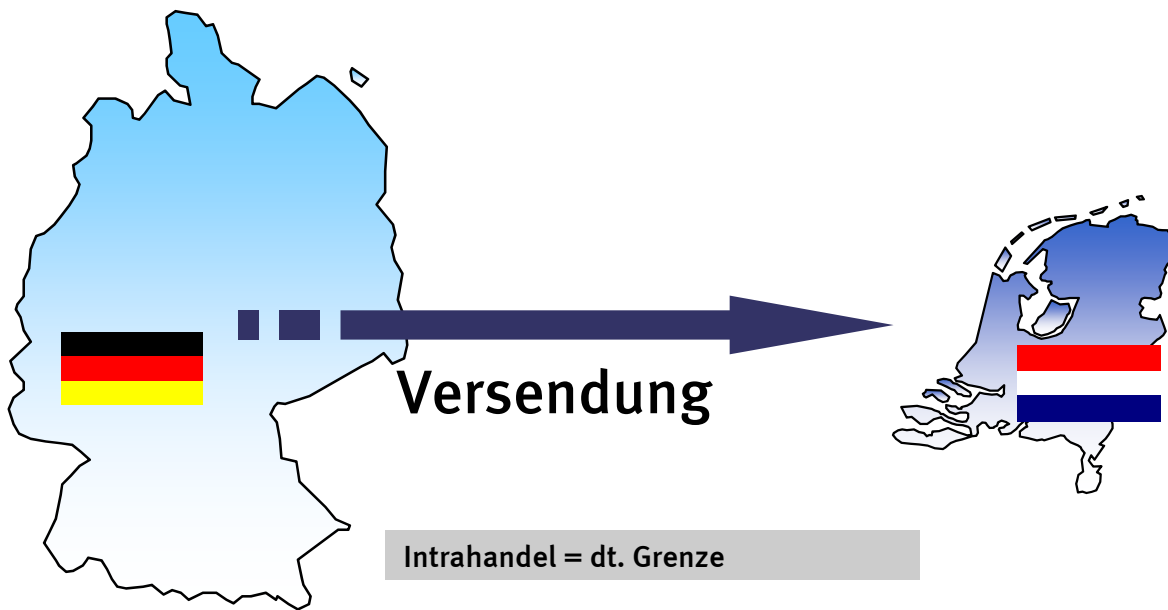 Versendung
Intrahandel = dt. Grenze